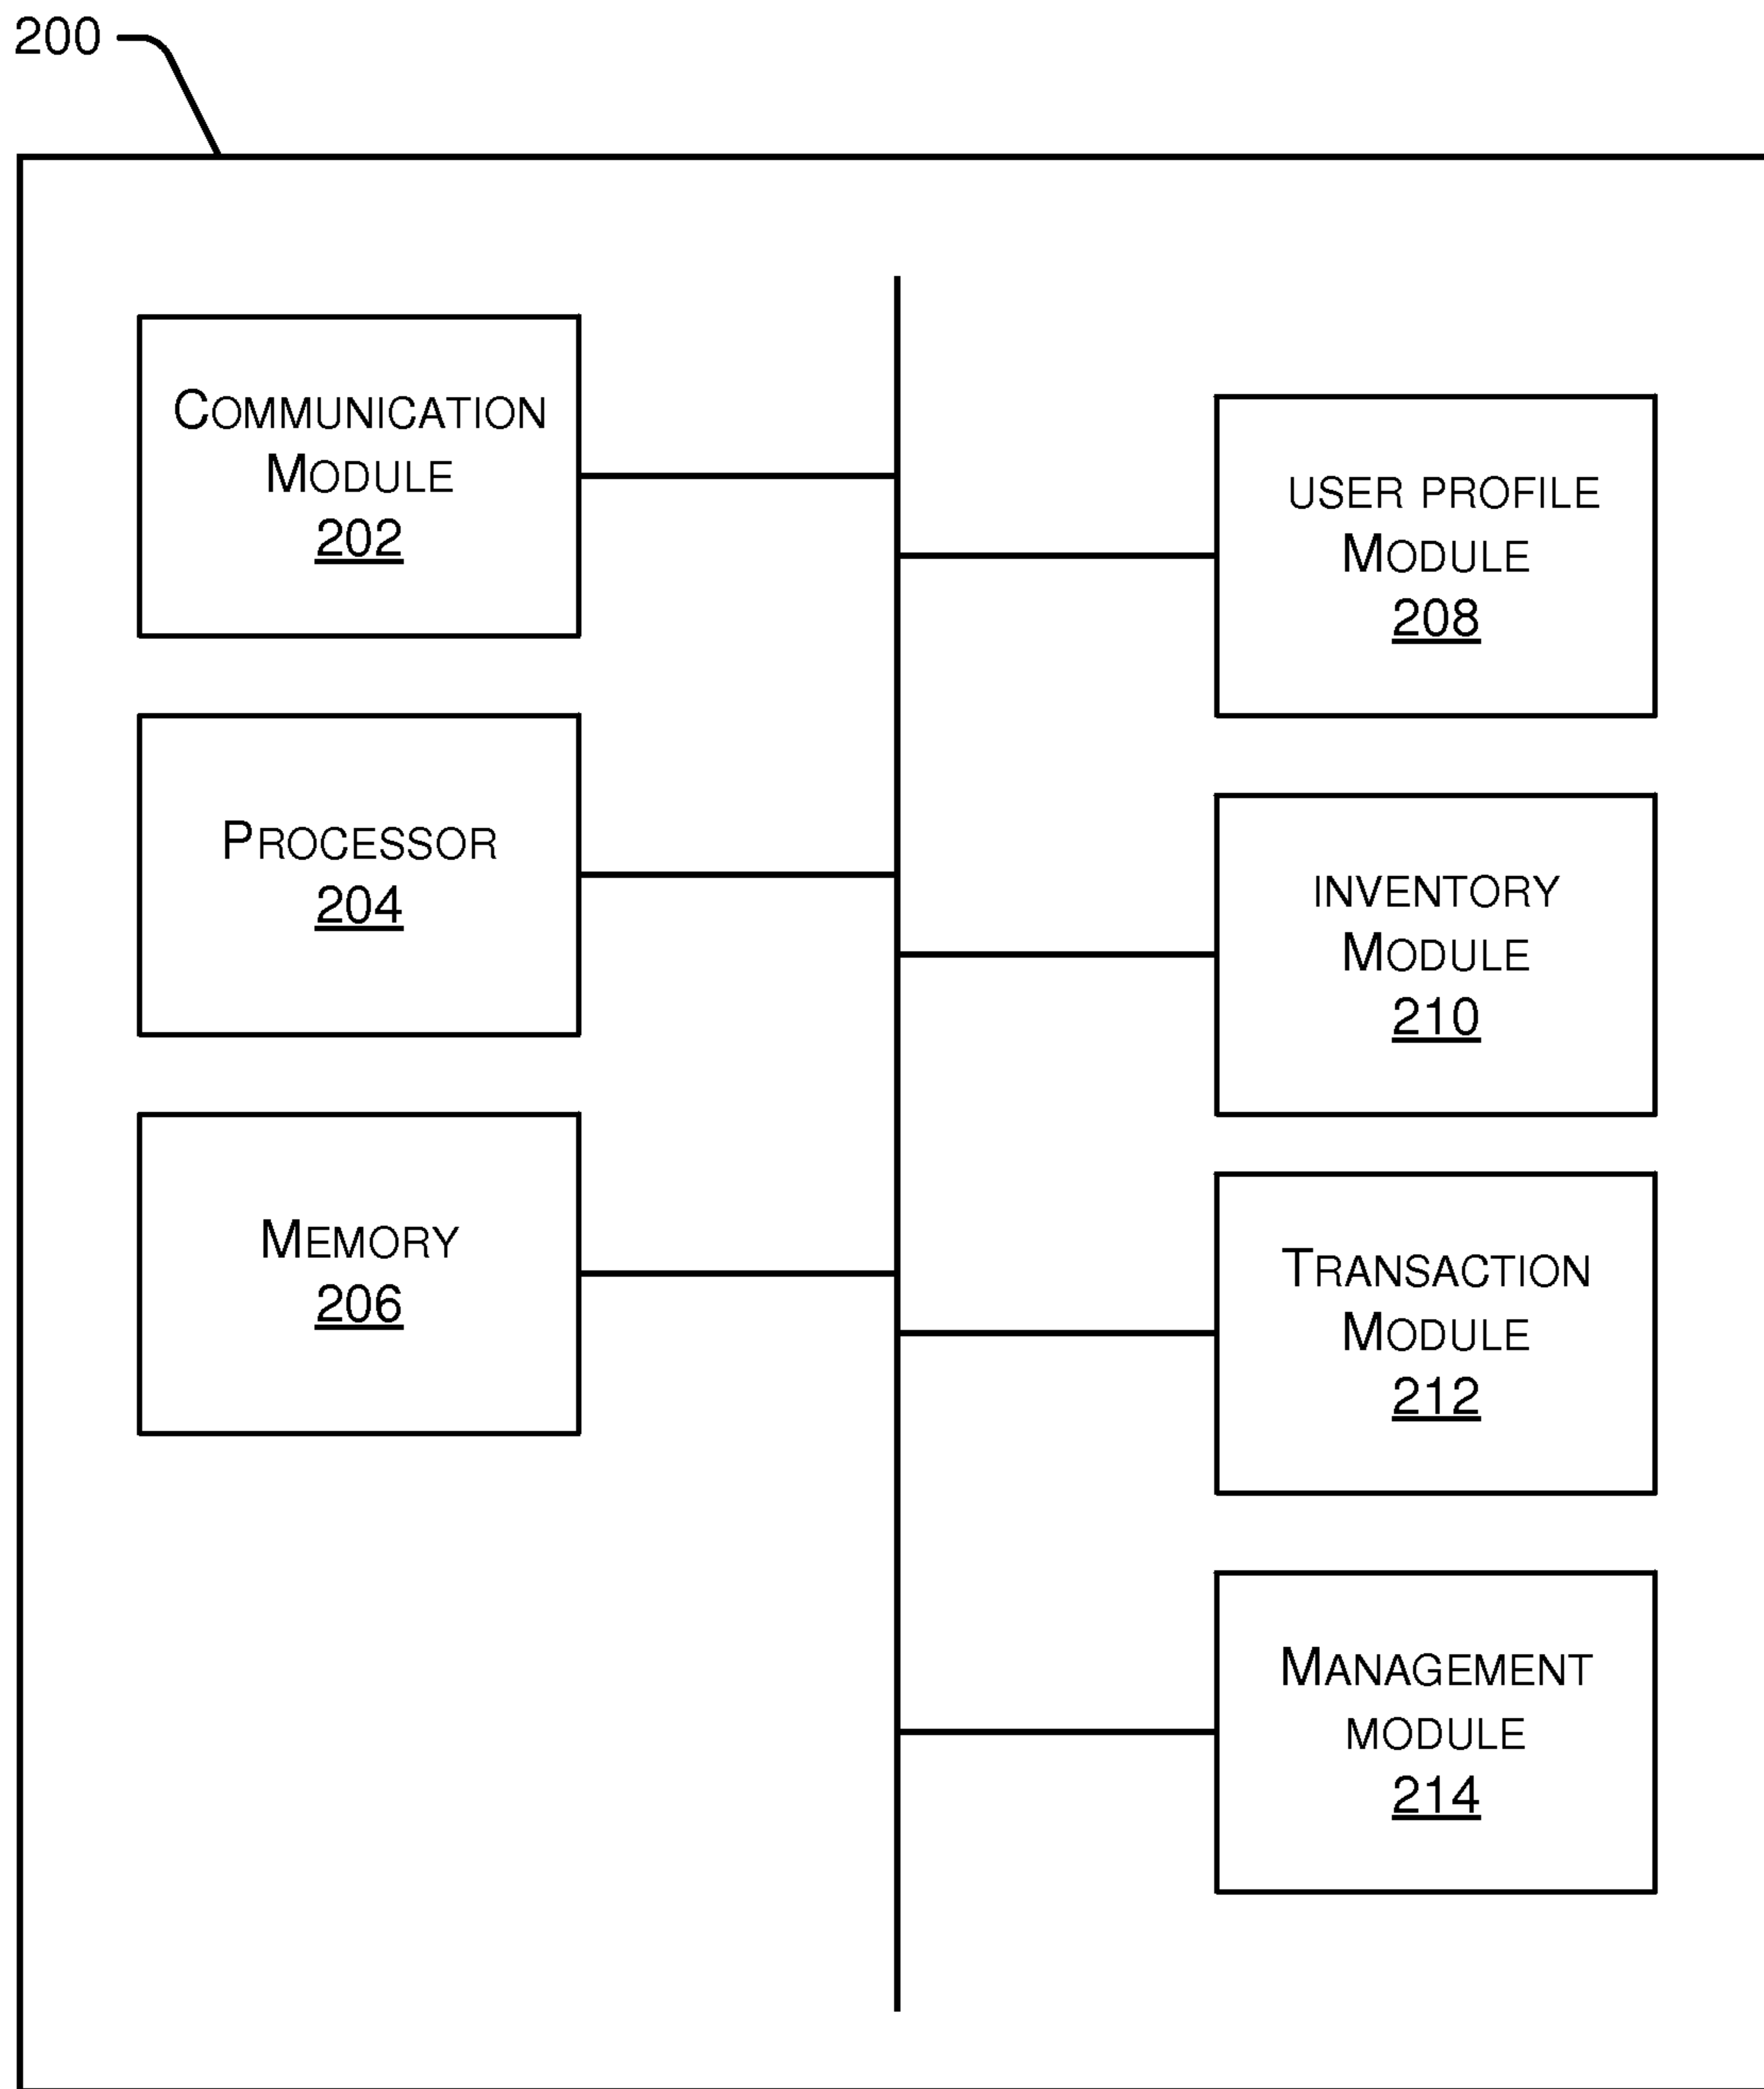 200
COMMUNICATION
MODULE
202
PROCESSOR
204
MEMORY
206
USER PROFILE
MODULE
208
INVENTORY
MODULE
210
TRANSACTION
MODULE
212
MANAGEMENT
MODULE
214